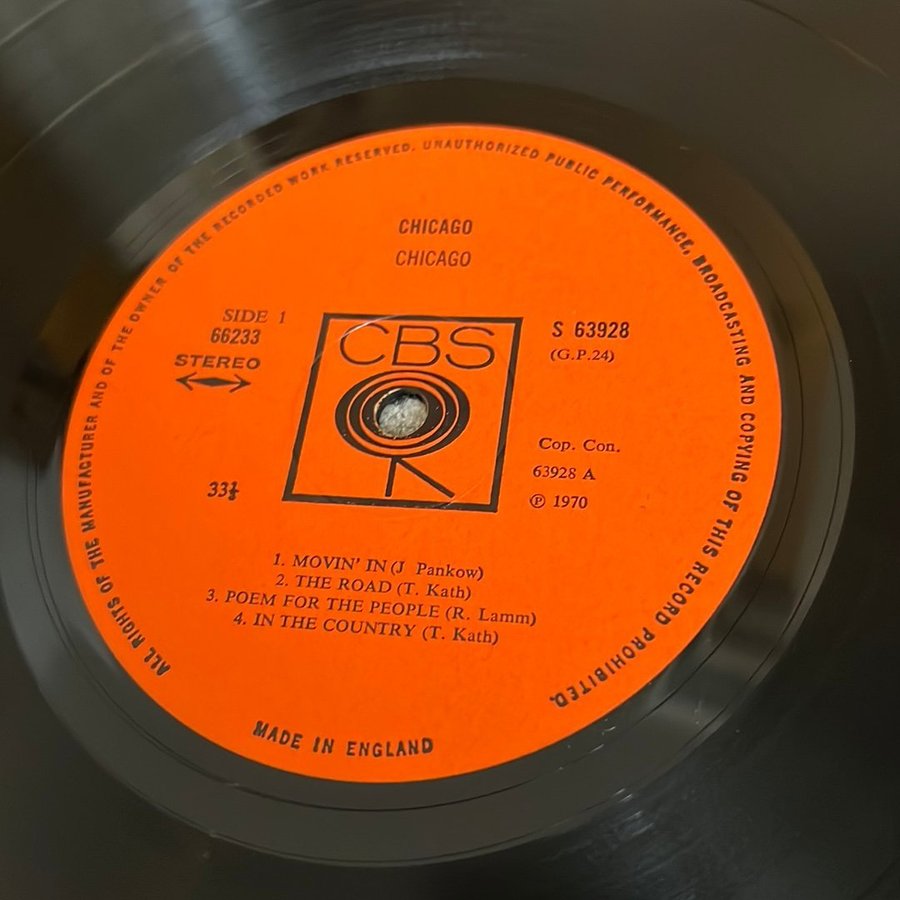 ALL RIGHTS OF THE MANUFACTURER AND OF THE OWNER OF THE RECORDED WORK RESERVED. UNAUTHORIZED PUBLIC PERFORMANCE, BROADCASTING AND COPYING OF THIS RECORD PROHIBITED.
CHICAGO
CHICAGO
SIDE 1
66233
STEREO
33⅓
CBS
S 63928
(G.P.24)
Cop. Con.
63928 A
℗ 1970
1. MOVIN' IN (J Pankow)
2. THE ROAD (T. Kath)
3. POEM FOR THE PEOPLE (R. Lamm)
4. IN THE COUNTRY (T. Kath)
MADE IN ENGLAND